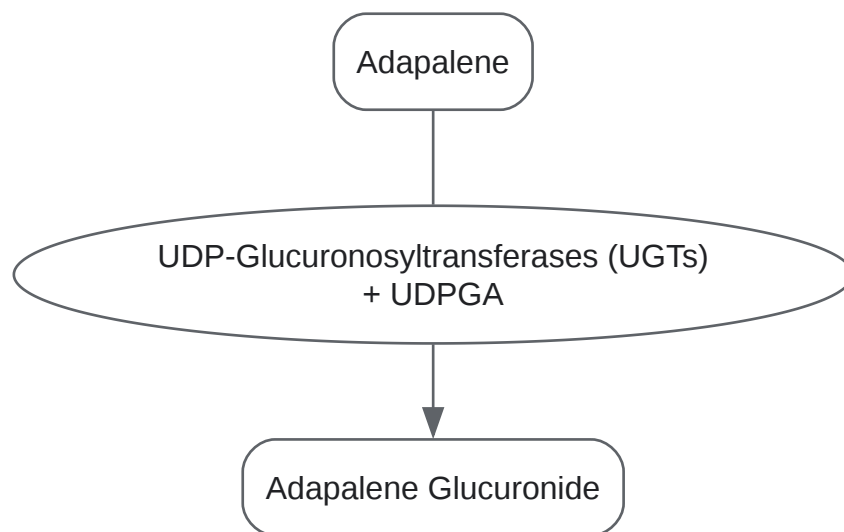 Adapalene
UDP-Glucuronosyltransferases (UGTs)
+ UDPGA
Adapalene Glucuronide